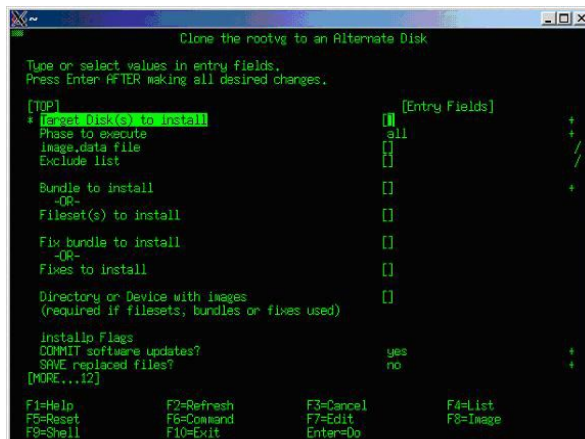 ~
Clone the rootvg to an Alternate Disk
Type or select values in entry fields.
Press Enter AFTER making all desired changes.
[TOP] [Entry Fields]
* Target Disk(s) to install [] +
Phase to execute all +
image.data file [] /
Exclude list [] /
Bundle to install [] +
-OR-
Fileset(s) to install []
Fix bundle to install []
-OR-
Fixes to install []
Directory or Device with images []
(required if filesets, bundles or fixes used)
installp Flags
COMMIT software updates? yes +
SAVE replaced files? no +
[MORE...12]
F1=Help F2=Refresh F3=Cancel F4=List
F5=Reset F6=Command F7=Edit F8=Image
F9=Shell F10=Exit Enter=Do